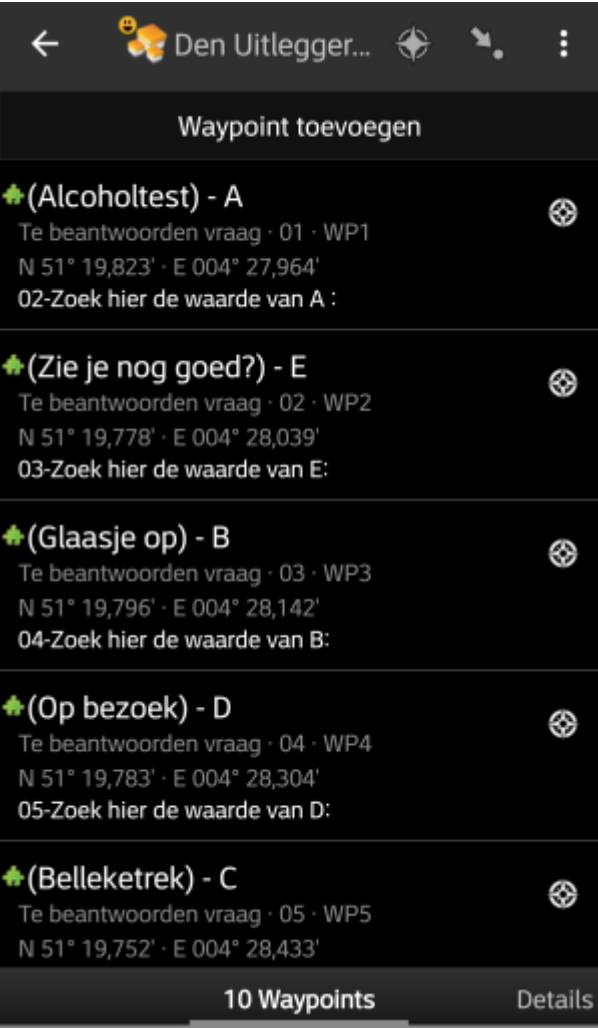 Den Uitlegger...
Waypoint toevoegen
(Alcoholtest) - A
Te beantwoorden vraag · 01 · WP1
N 51° 19,823' · E 004° 27,964'
02-Zoek hier de waarde van A :
(Zie je nog goed?) - E
Te beantwoorden vraag · 02 · WP2
N 51° 19,778' · E 004° 28,039'
03-Zoek hier de waarde van E:
(Glaasje op) - B
Te beantwoorden vraag · 03 · WP3
N 51° 19,796' · E 004° 28,142'
04-Zoek hier de waarde van B:
(Op bezoek) - D
Te beantwoorden vraag · 04 · WP4
N 51° 19,783' · E 004° 28,304'
05-Zoek hier de waarde van D:
(Belleketrek) - C
Te beantwoorden vraag · 05 · WP5
N 51° 19,752' · E 004° 28,433'
10 Waypoints Details